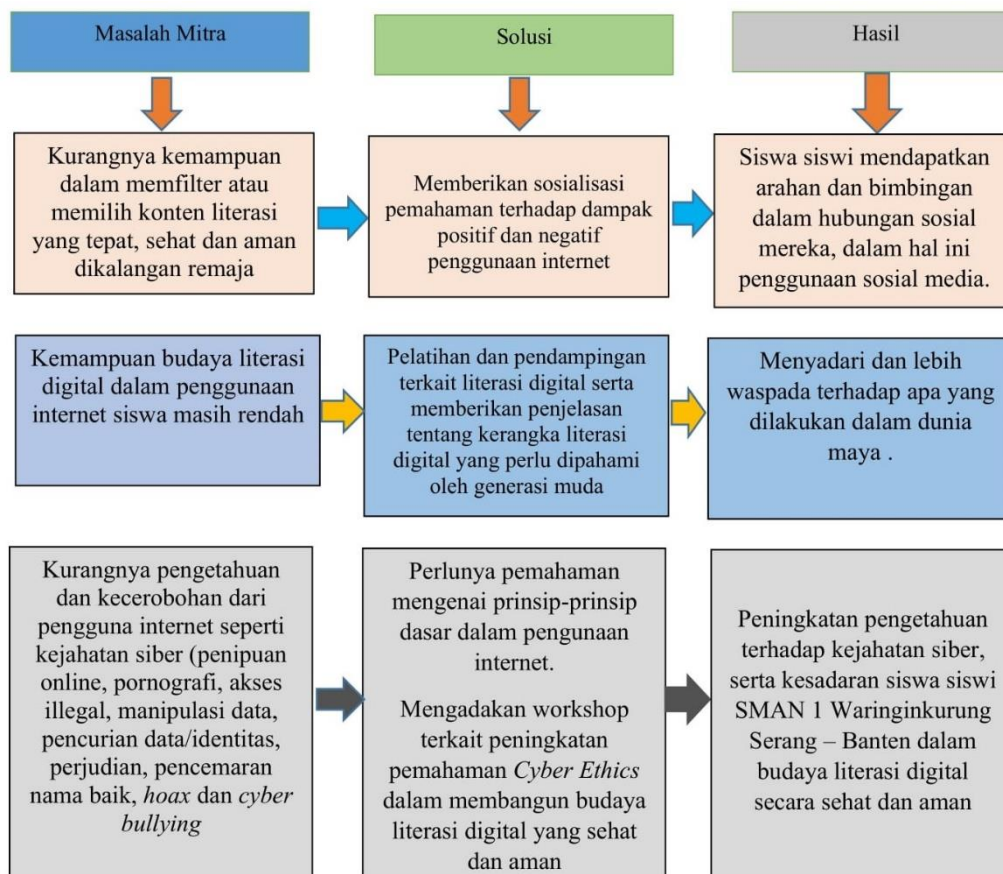 Masalah Mitra
Solusi
Hasil
Kurangnya kemampuan
dalam memfilter atau
memilih konten literasi
yang tepat, sehat dan aman
dikalangan remaja
Memberikan sosialisasi
pemahaman terhadap dampak
positif dan negatif
penggunaan internet
Siswa siswi mendapatkan
arahan dan bimbingan
dalam hubungan sosial
mereka, dalam hal ini
penggunaan sosial media.
Kemampuan budaya literasi
digital dalam penggunaan
internet siswa masih rendah
Pelatihan dan pendampingan
terkait literasi digital serta
memberikan penjelasan
tentang kerangka literasi
digital yang perlu dipahami
oleh generasi muda
Menyadari dan lebih
waspada terhadap apa yang
dilakukan dalam dunia
maya .
Kurangnya pengetahuan
dan kecerobohan dari
pengguna internet seperti
kejahatan siber (penipuan
online, pornografi, akses
illegal, manipulasi data,
pencurian data/identitas,
perjudian, pencemaran
nama baik, hoax dan cyber
bullying
Perlunya pemahaman
mengenai prinsip-prinsip
dasar dalam pengunaan
internet.
Mengadakan workshop
terkait peningkatan
pemahaman Cyber Ethics
dalam membangun budaya
literasi digital yang sehat
dan aman
Peningkatan pengetahuan
terhadap kejahatan siber,
serta kesadaran siswa siswi
SMAN 1 Waringinkurung
Serang – Banten dalam
budaya literasi digital
secara sehat dan aman